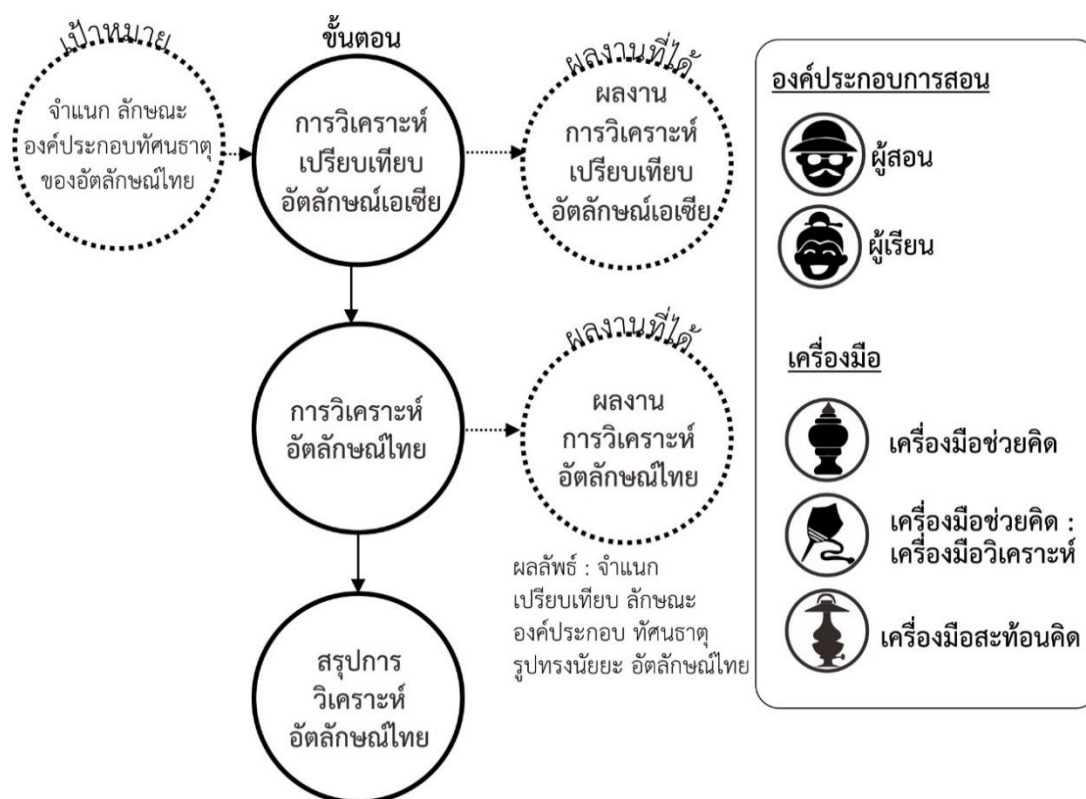 เป้าหมาย
จำแนก ลักษณะ
องค์ประกอบทัศนธาตุ
ของอัตลักษณ์ไทย
ขั้นตอน
การวิเคราะห์
เปรียบเทียบ
อัตลักษณ์เอเชีย
ผลงานที่ได้
ผลงาน
การวิเคราะห์
เปรียบเทียบ
อัตลักษณ์เอเชีย
การวิเคราะห์
อัตลักษณ์ไทย
ผลงานที่ได้
ผลงาน
การวิเคราะห์
อัตลักษณ์ไทย
ผลลัพธ์ : จำแนก
เปรียบเทียบ ลักษณะ
องค์ประกอบ ทัศนธาตุ
รูปทรงนัยยะ อัตลักษณ์ไทย
สรุปการ
วิเคราะห์
อัตลักษณ์ไทย
องค์ประกอบการสอน
ผู้สอน
ผู้เรียน
เครื่องมือ
เครื่องมือช่วยคิด
เครื่องมือช่วยคิด :
เครื่องมือวิเคราะห์
เครื่องมือสะท้อนคิด